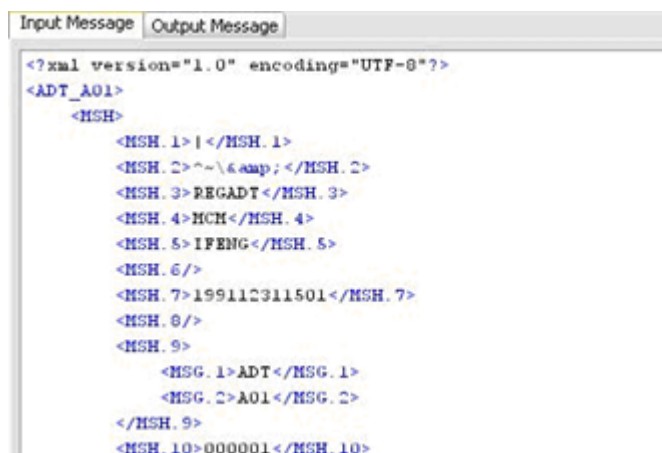 Input Message Output Message
<?xml version="1.0" encoding="UTF-8"?>
<ADT_A01>
<MSH>
<MSH.1>|</MSH.1>
<MSH.2>^~\&amp;</MSH.2>
<MSH.3>REGADT</MSH.3>
<MSH.4>MCM</MSH.4>
<MSH.5>IFENG</MSH.5>
<MSH.6/>
<MSH.7>199112311501</MSH.7>
<MSH.8/>
<MSH.9>
<MSG.1>ADT</MSG.1>
<MSG.2>A01</MSG.2>
</MSH.9>
<MSH.10>000001</MSH.10>